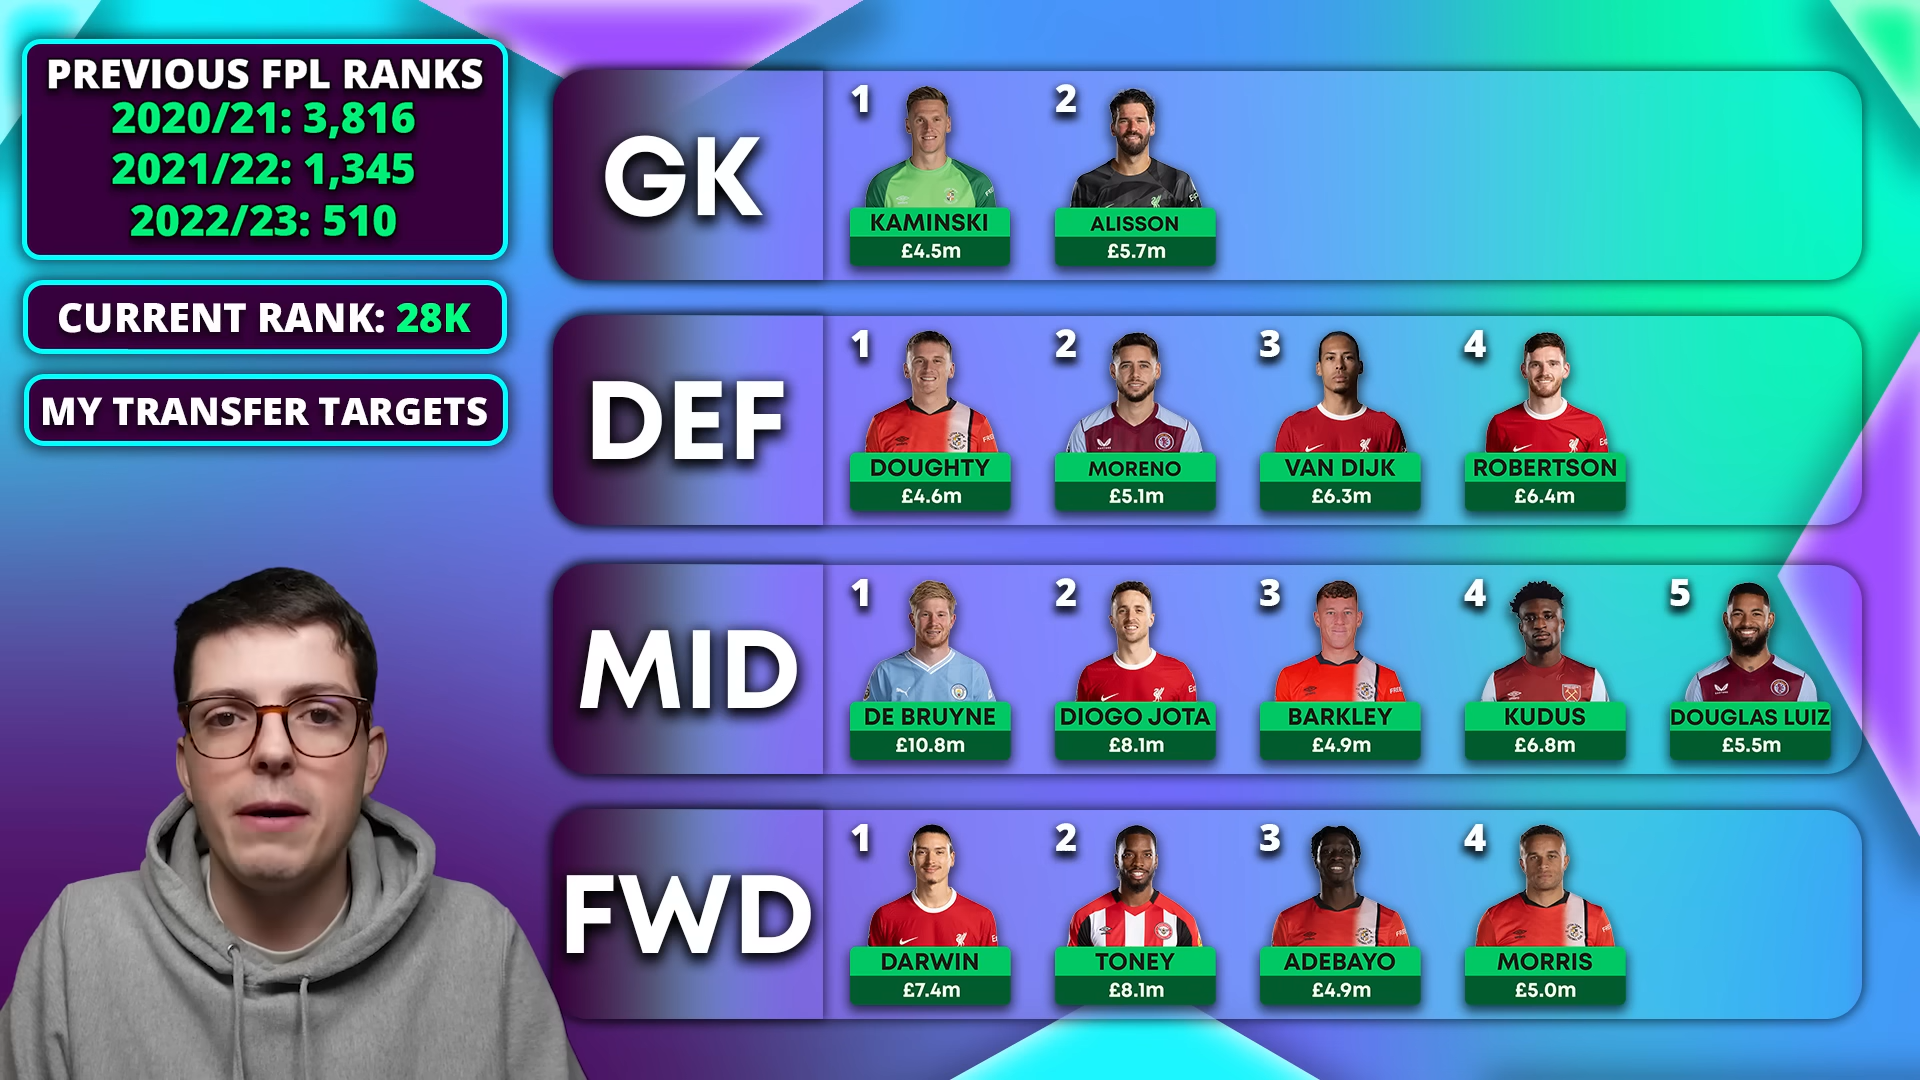 PREVIOUS FPL RANKS
2020/21: 3,816
2021/22: 1,345
2022/23: 510
CURRENT RANK: 28K
MY TRANSFER TARGETS
GK
1
KAMINSKI
£4.5m
2
ALISSON
£5.7m
DEF
1
DOUGHTY
£4.6m
2
MORENO
£5.1m
3
VAN DIJK
£6.3m
4
ROBERTSON
£6.4m
MID
1
DE BRUYNE
£10.8m
2
DIOGO JOTA
£8.1m
3
BARKLEY
£4.9m
4
KUDUS
£6.8m
5
DOUGLAS LUIZ
£5.5m
FWD
1
DARWIN
£7.4m
2
TONEY
£8.1m
3
ADEBAYO
£4.9m
4
MORRIS
£5.0m